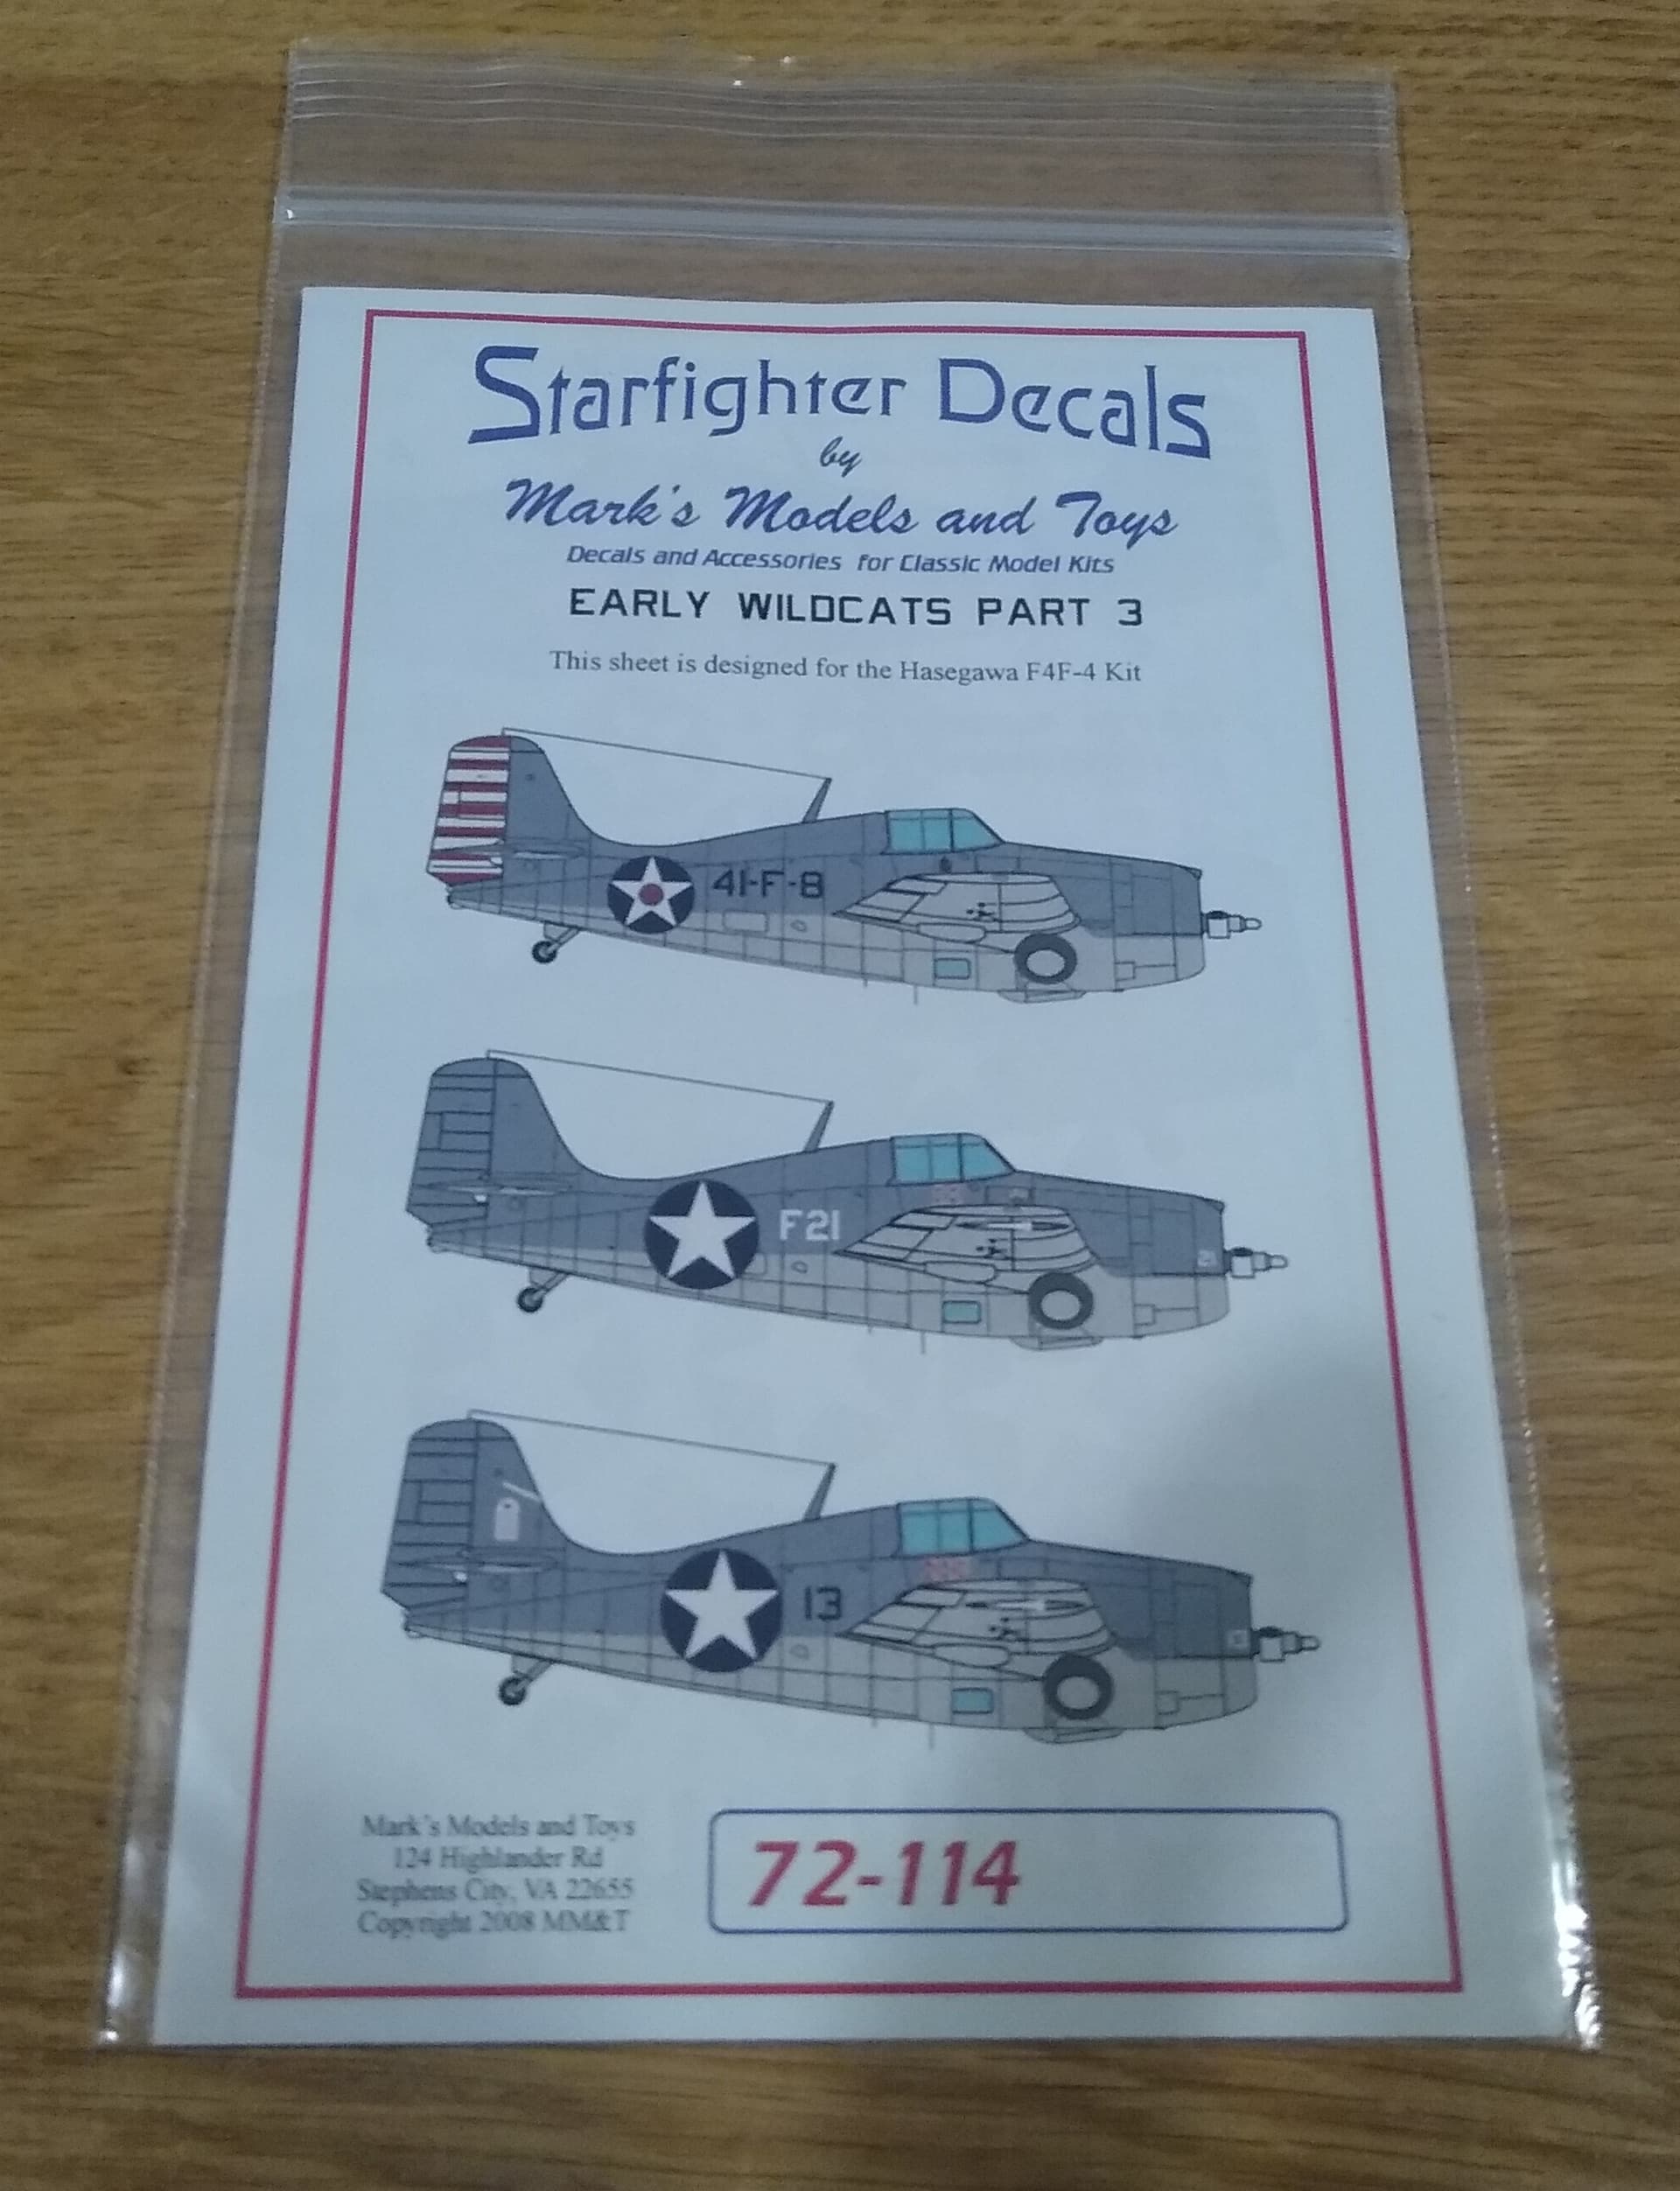 Starfighter Decals
by
Mark's Models and Toys
Decals and Accessories for Classic Model Kits
EARLY WILDCATS PART 3
This sheet is designed for the Hasegawa F4F-4 Kit
41-F-8
F21
13
Mark's Models and Toys
124 Highlander Rd
Stephens City, VA 22655
Copyright 2008 MM&T
72-114